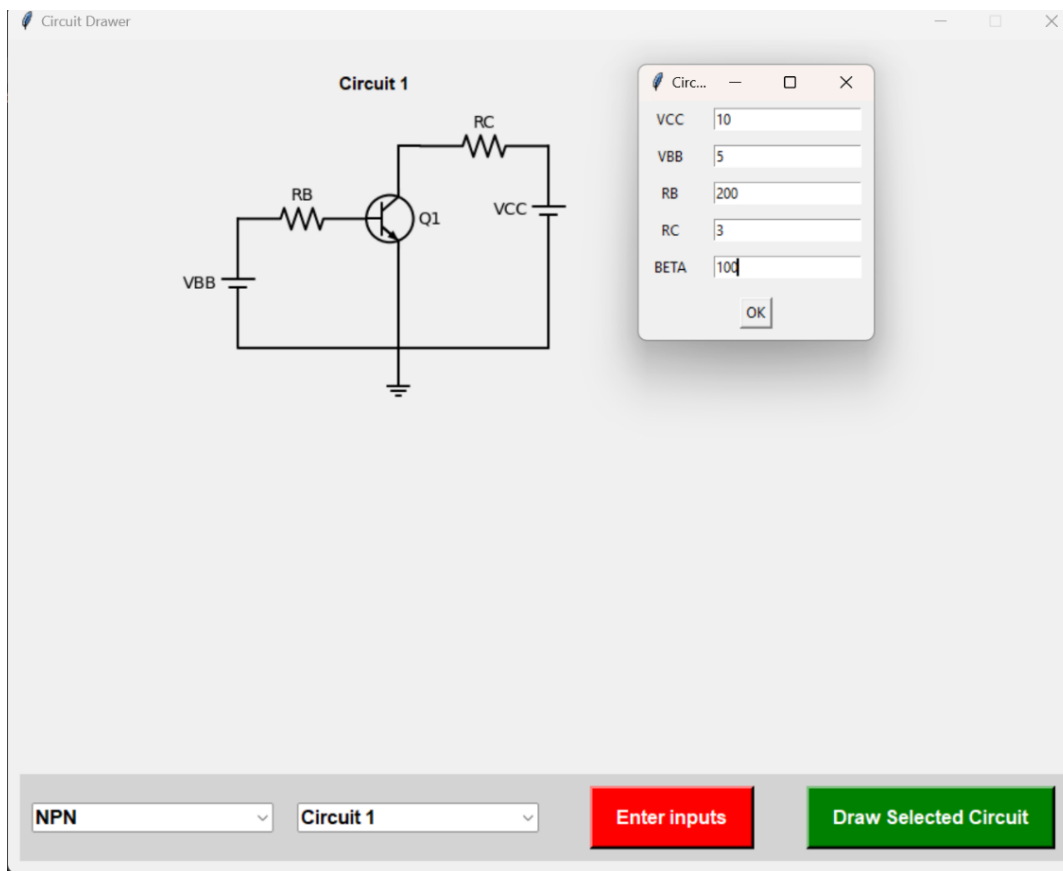 Circuit Drawer
Circuit 1
RC
RB
Q1
VCC
VBB
Circ...
VCC 10
VBB 5
RB 200
RC 3
BETA 100
OK
NPN
Circuit 1
Enter inputs
Draw Selected Circuit